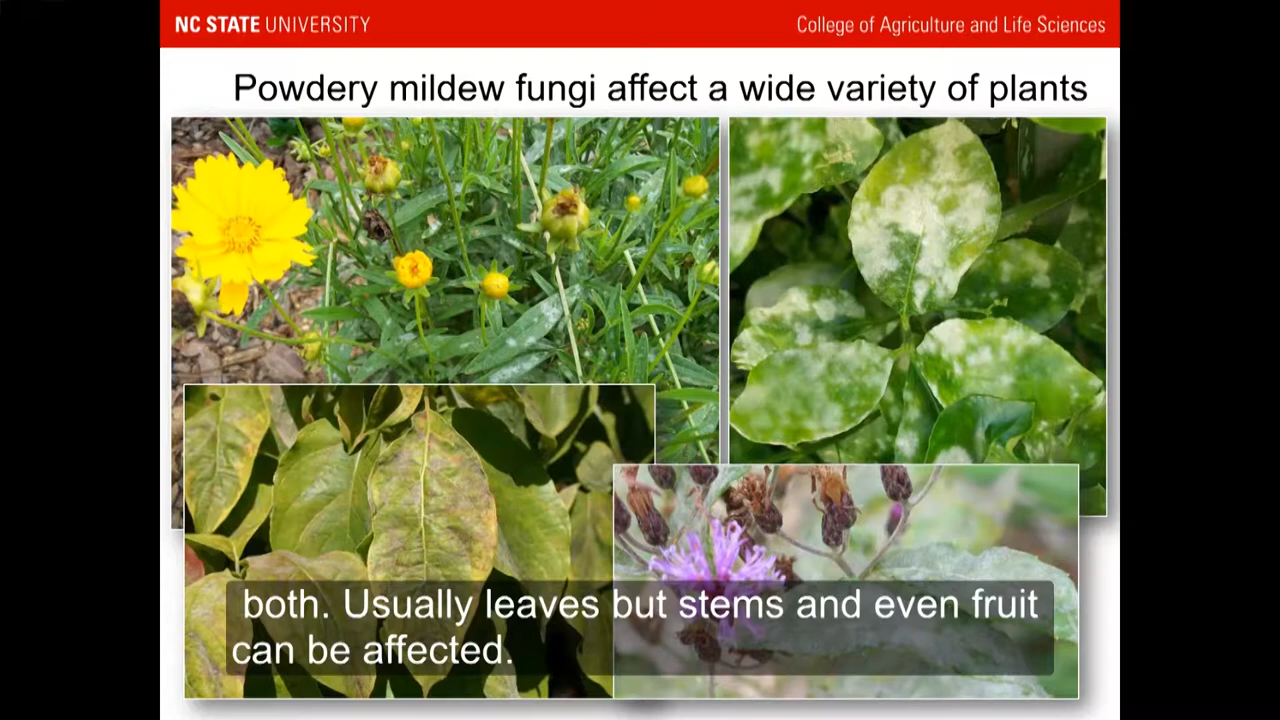 NC STATE UNIVERSITY
College of Agriculture and Life Sciences
Powdery mildew fungi affect a wide variety of plants
both. Usually leaves but stems and even fruit
can be affected.